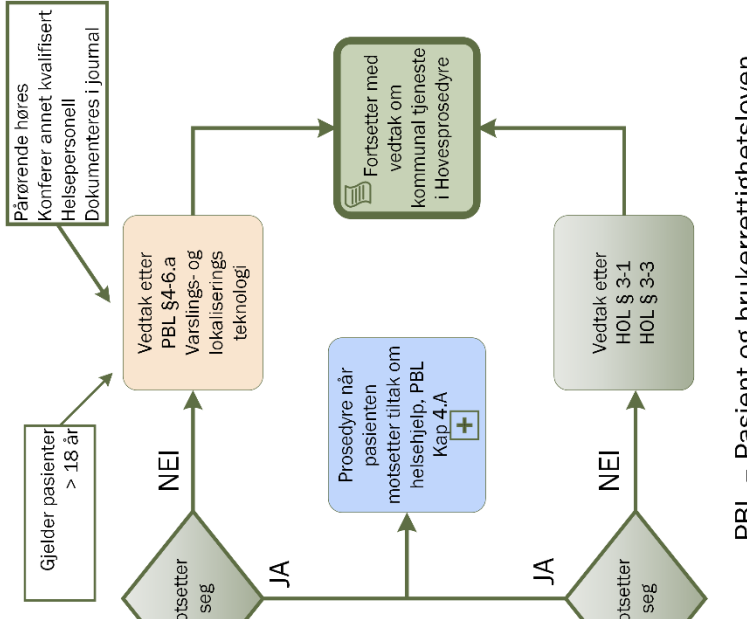 Pårørende høres
Konferer annet kvalifisert
Helsepersonell
Dokumenteres i journal
Gjelder pasienter
> 18 år
Vedtak etter
PBL §4-6.a
Varslings- og
lokaliserings
teknologi
Fortsetter med
vedtak om
kommunal tjeneste
i Hovesprosedyre
NEI
Prosedyre når
pasienten
motsetter tiltak om
helsehjelp, PBL
Kap 4.A
Vedtak etter
HOL § 3-1
HOL § 3-3
NEI
seg
JA
JA
seg
PBL – Pasient og brukerrettighetsloven